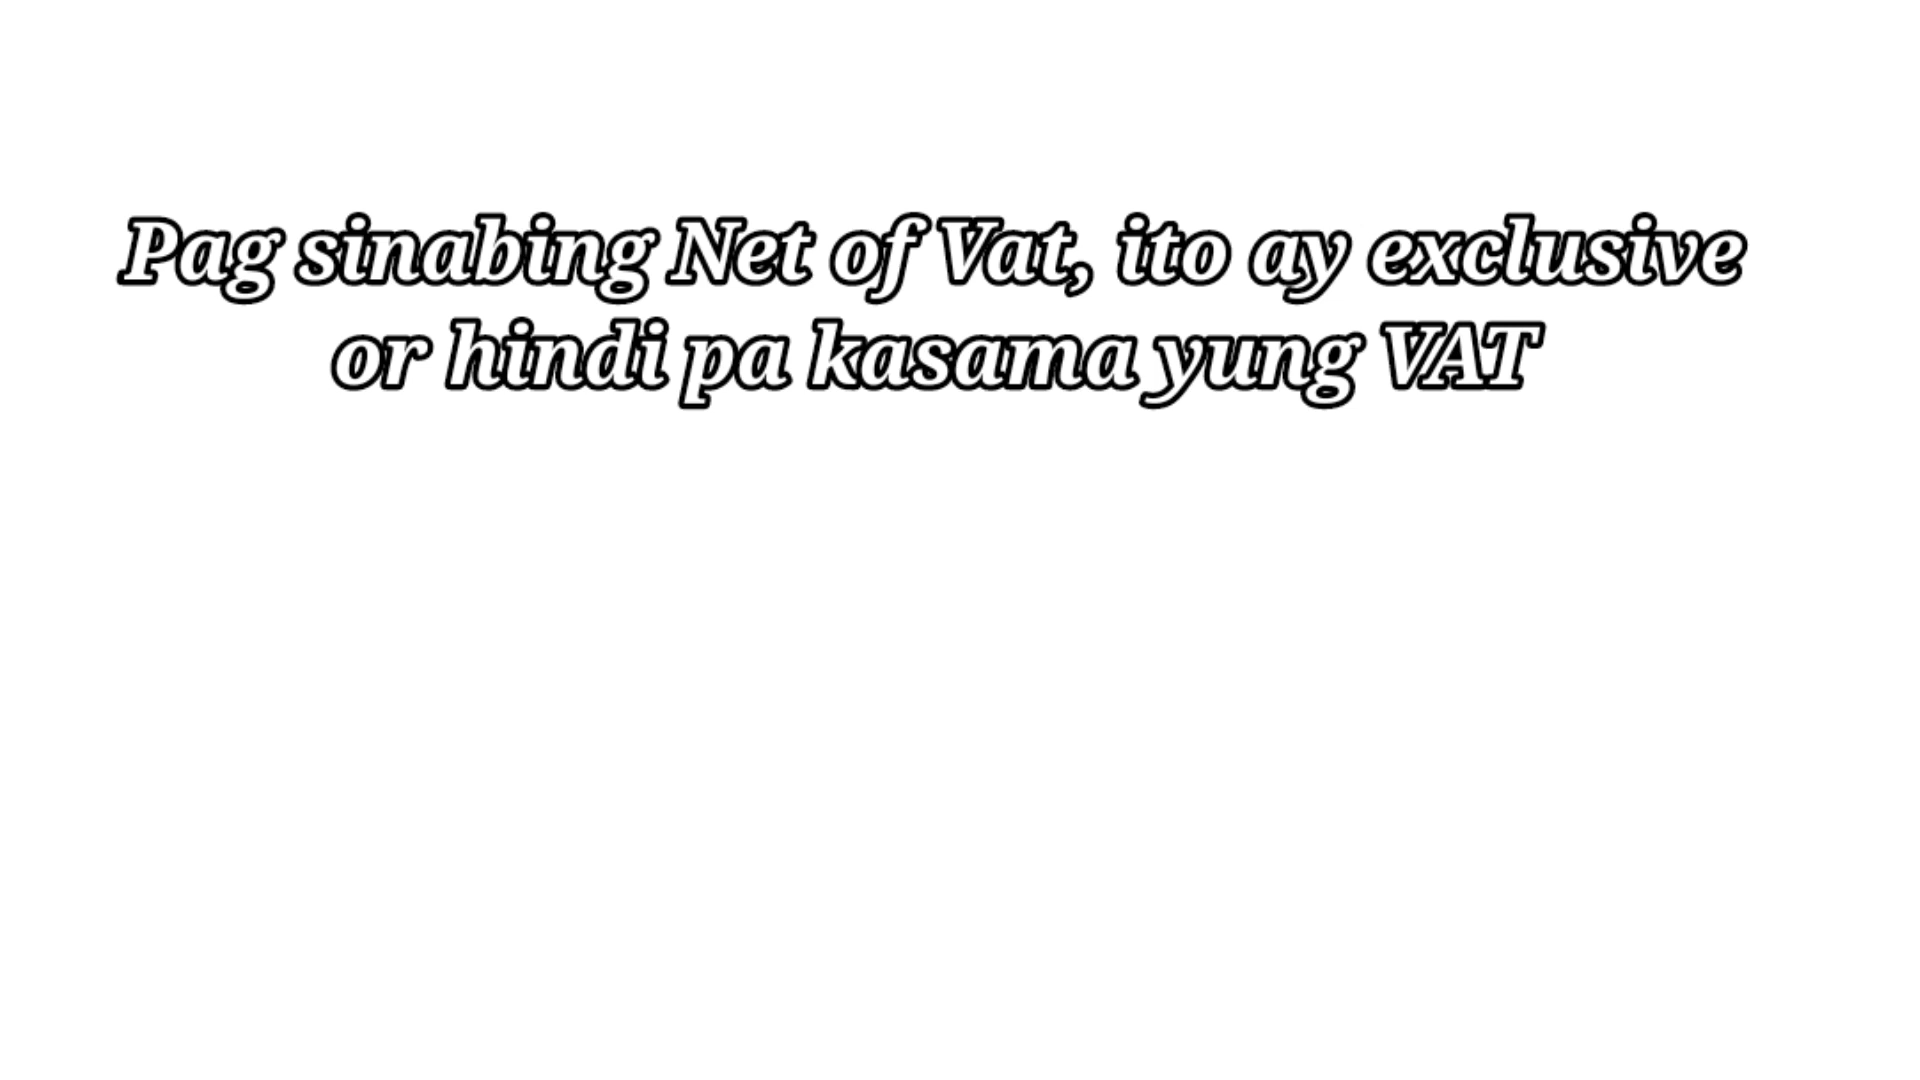 Pag sinabing Net of Vat, ito ay exclusive
or hindi pa kasama yung VAT